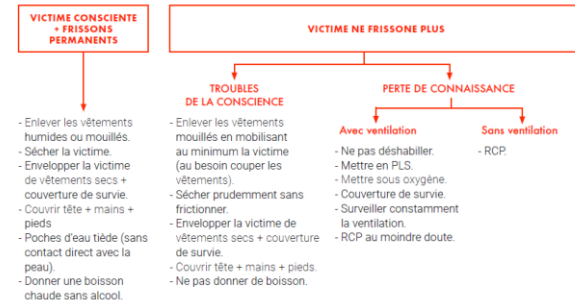 VICTIME CONSCIENTE
+ FRISSONS
PERMANENTS
- Enlever les vêtements
humides ou mouillés.
- Sécher la victime.
- Envelopper la victime
de vêtements secs +
couverture de survie.
- Couvrir tête + mains +
pieds
- Poches d'eau tiède (sans
contact direct avec la
peau).
- Donner une boisson
chaude sans alcool.
VICTIME NE FRISSONE PLUS
TROUBLES
DE LA CONSCIENCE
- Enlever les vêtements
mouillés en mobilisant
au minimum la victime
(au besoin couper les
vêtements).
- Sécher prudemment sans
frictionner.
- Envelopper la victime de
vêtements secs + couverture
de survie.
- Couvrir tête + mains + pieds.
- Ne pas donner de boisson.
PERTE DE CONNAISSANCE
Avec ventilation
- Ne pas déshabiller.
- Mettre en PLS.
- Mettre sous oxygène.
- Couverture de survie.
- Surveiller constamment
la ventilation.
- RCP au moindre doute.
Sans ventilation
- RCP.